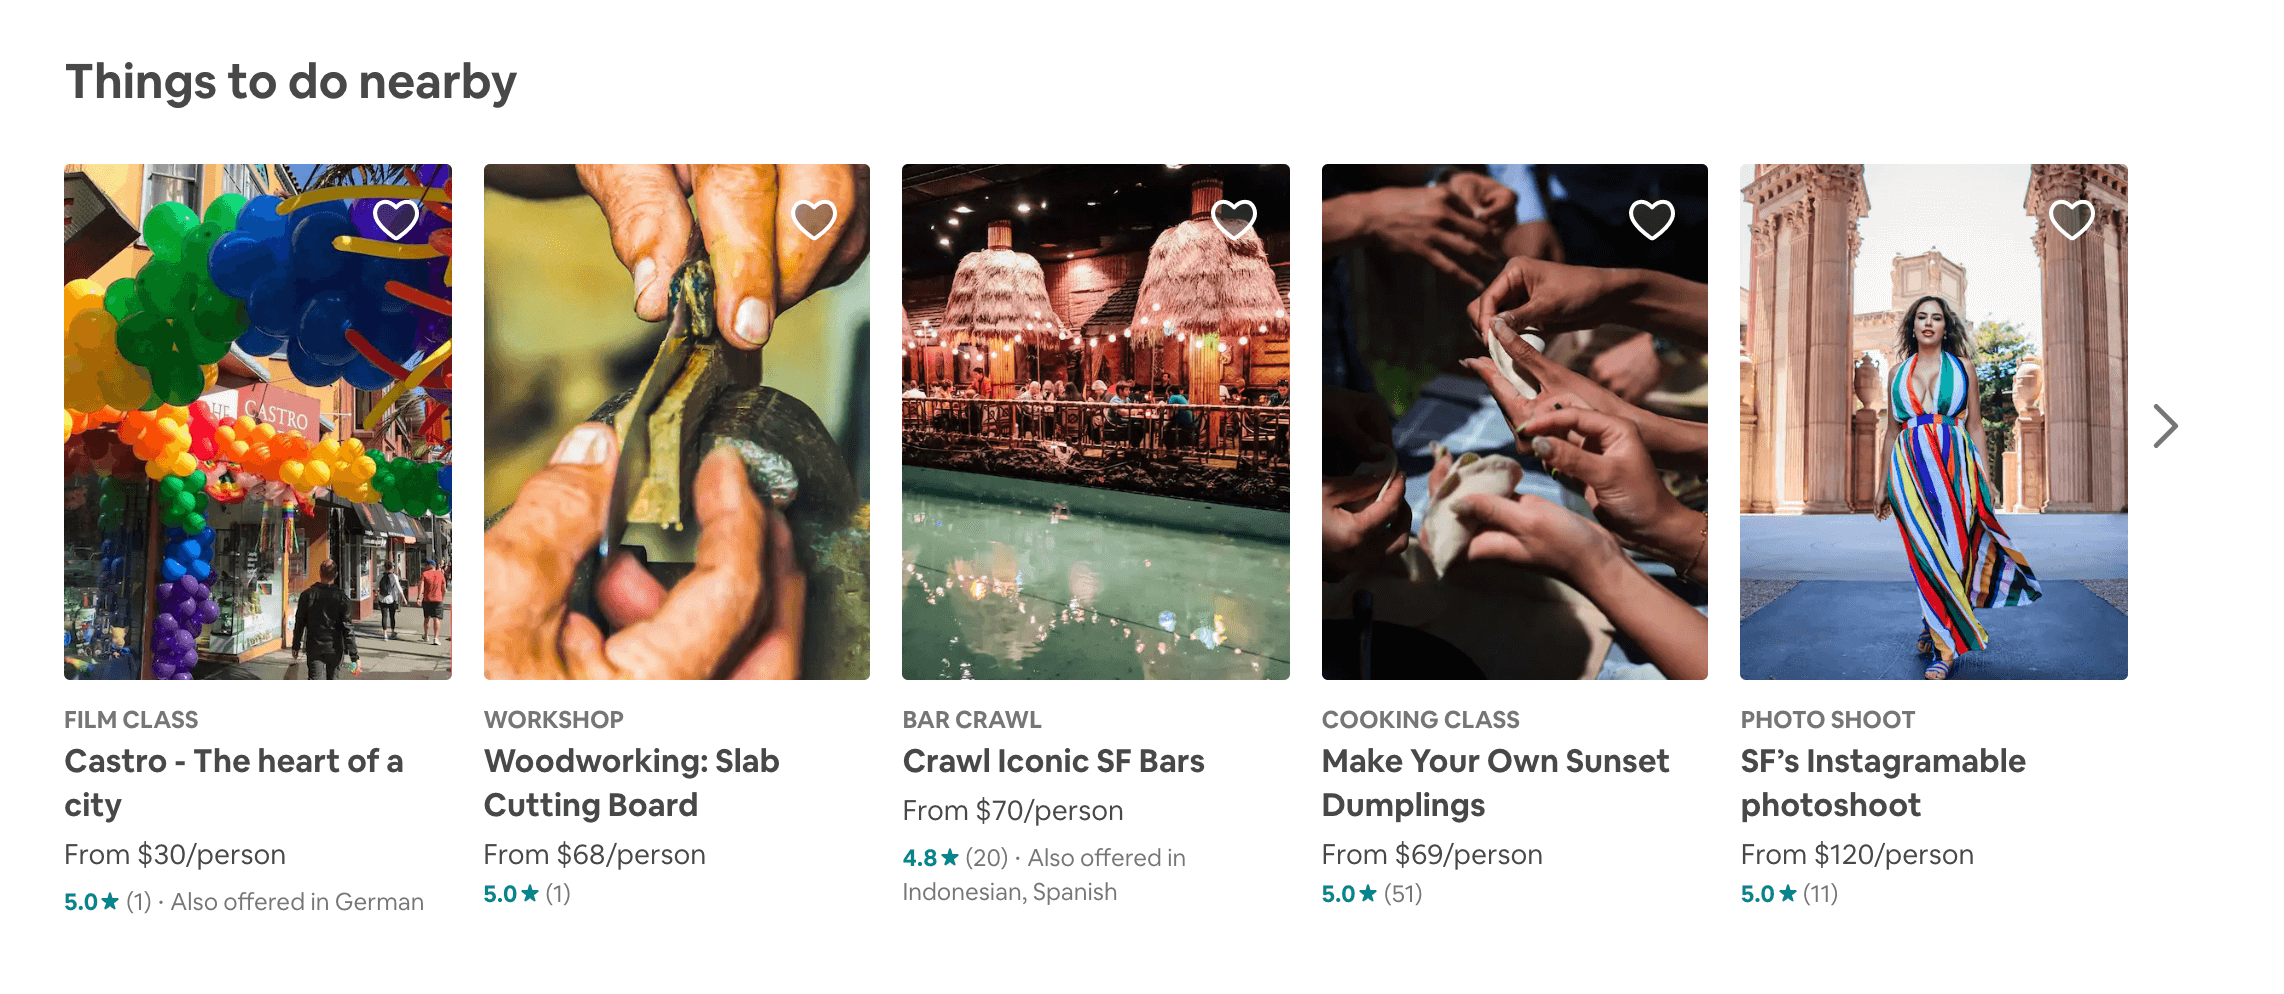 Things to do nearby
HE
CASTRO
FILM CLASS
Castro - The heart of a
city
From $30/person
5.0★ (1) · Also offered in German
WORKSHOP
Woodworking: Slab
Cutting Board
From $68/person
5.0★ (1)
BAR CRAWL
Crawl Iconic SF Bars
From $70/person
4.8★ (20) · Also offered in
Indonesian, Spanish
COOKING CLASS
Make Your Own Sunset
Dumplings
From $69/person
5.0★ (51)
PHOTO SHOOT
SF’s Instagramable
photoshoot
From $120/person
5.0★ (11)